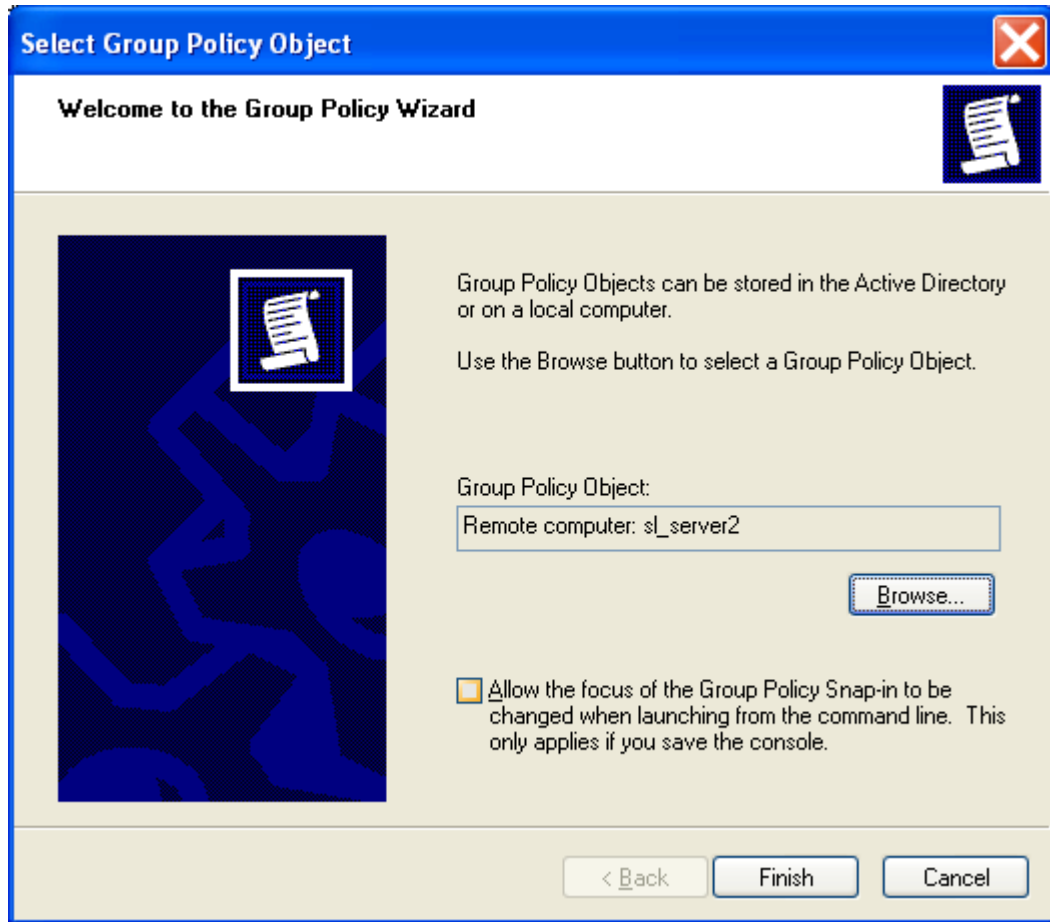 Select Group Policy Object
Welcome to the Group Policy Wizard
Group Policy Objects can be stored in the Active Directory
or on a local computer.
Use the Browse button to select a Group Policy Object.
Group Policy Object:
Remote computer: sl_server2
Browse...
Allow the focus of the Group Policy Snap-in to be
changed when launching from the command line. This
only applies if you save the console.
< Back
Finish
Cancel